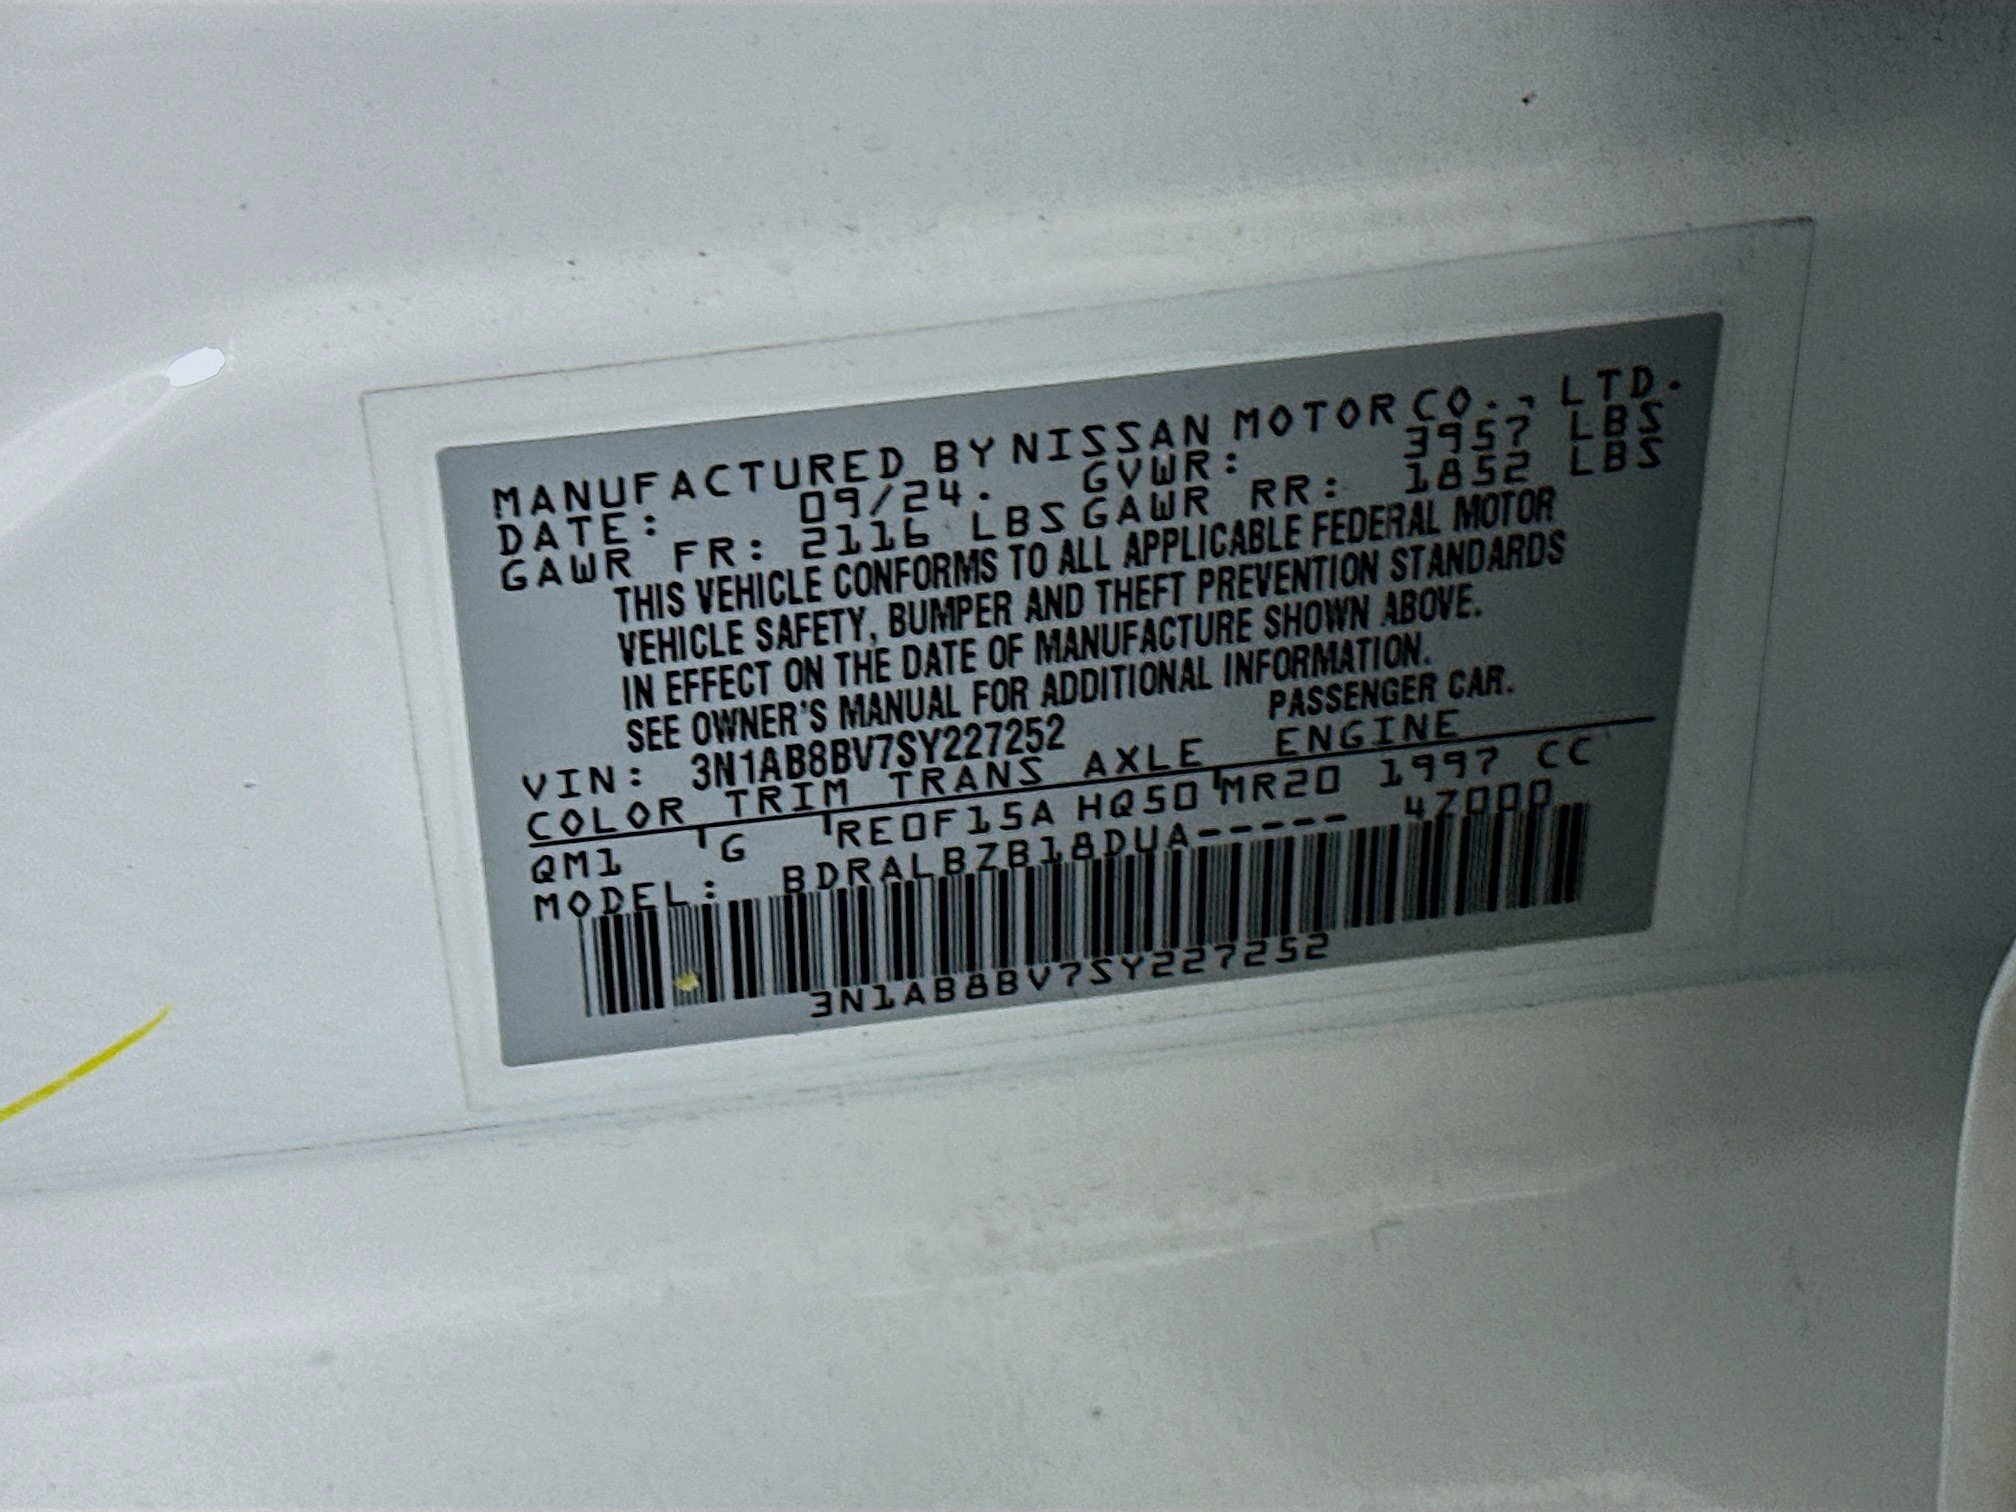 MANUFACTURED BY NISSAN MOTOR CO., LTD.
DATE: 09/24. GVWR: 3957 LBS
GAWR FR: 2116 LBS GAWR RR: 1852 LBS
THIS VEHICLE CONFORMS TO ALL APPLICABLE FEDERAL MOTOR
VEHICLE SAFETY, BUMPER AND THEFT PREVENTION STANDARDS
IN EFFECT ON THE DATE OF MANUFACTURE SHOWN ABOVE.
SEE OWNER'S MANUAL FOR ADDITIONAL INFORMATION.
VIN: 3N1AB8BV7SY227252 PASSENGER CAR.
COLOR TRIM TRANS AXLE ENGINE
QM1 G RE0F15A HQ50 MR20 1997 CC
MODEL: BDRALBZB18DUA----- 4Z000
3N1AB8BV7SY227252